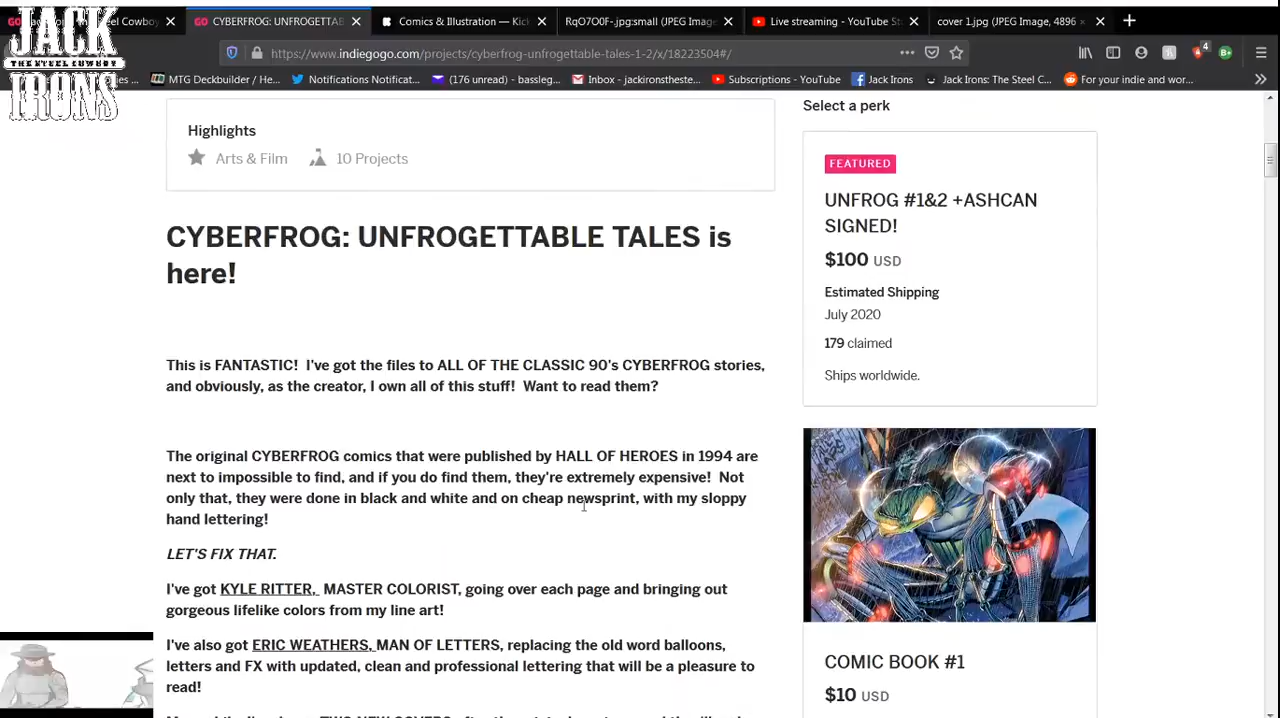 Steel Cowboy
CYBERFROG: UNFROGETTAB
Comics & Illustration — Kick
RqO7O0F-.jpg:small (JPEG Imag
Live streaming - YouTube St
cover 1.jpg (JPEG Image, 4896 ×
JACK
THE STEEL COWBOY
IRONS
https://www.indiegogo.com/projects/cyberfrog-unfrogettable-tales-1-2/x/18223504#/
4
MTG Deckbuilder / He...
Notifications Notificat...
(176 unread) - bassleg...
Inbox - jackironstheste...
Subscriptions - YouTube
Jack Irons
Jack Irons: The Steel C...
For your indie and wor...
Highlights
Arts & Film
10 Projects
CYBERFROG: UNFROGETTABLE TALES is
here!
This is FANTASTIC! I've got the files to ALL OF THE CLASSIC 90's CYBERFROG stories,
and obviously, as the creator, I own all of this stuff! Want to read them?
The original CYBERFROG comics that were published by HALL OF HEROES in 1994 are
next to impossible to find, and if you do find them, they're extremely expensive! Not
only that, they were done in black and white and on cheap newsprint, with my sloppy
hand lettering!
LET'S FIX THAT.
I've got KYLE RITTER, MASTER COLORIST, going over each page and bringing out
gorgeous lifelike colors from my line art!
I've also got ERIC WEATHERS, MAN OF LETTERS, replacing the old word balloons,
letters and FX with updated, clean and professional lettering that will be a pleasure to
read!
Select a perk
FEATURED
UNFROG #1&2 +ASHCAN
SIGNED!
$100 USD
Estimated Shipping
July 2020
179 claimed
Ships worldwide.
COMIC BOOK #1
$10 USD